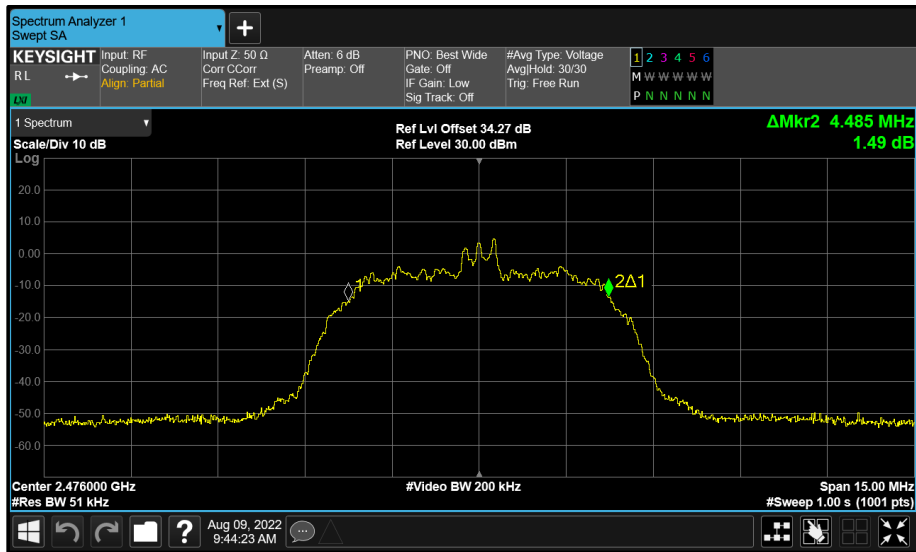 Spectrum Analyzer 1
Swept SA
KEYSIGHT
RL
LXI
Input: RF
Coupling: AC
Align: Partial
Input Z: 50 Ω
Corr CCorr
Freq Ref: Ext (S)
Atten: 6 dB
Preamp: Off
PNO: Best Wide
Gate: Off
IF Gain: Low
Sig Track: Off
#Avg Type: Voltage
Avg|Hold: 30/30
Trig: Free Run
1 2 3 4 5 6
M W W W W W
P N N N N N
1 Spectrum
Scale/Div 10 dB
Ref Lvl Offset 34.27 dB
Ref Level 30.00 dBm
ΔMkr2 4.485 MHz
1.49 dB
Log
20.0
10.0
0.00
-10.0
-20.0
-30.0
-40.0
-50.0
-60.0
1
2Δ1
Center 2.476000 GHz
#Video BW 200 kHz
Span 15.00 MHz
#Res BW 51 kHz
#Sweep 1.00 s (1001 pts)
?
Aug 09, 2022
9:44:23 AM